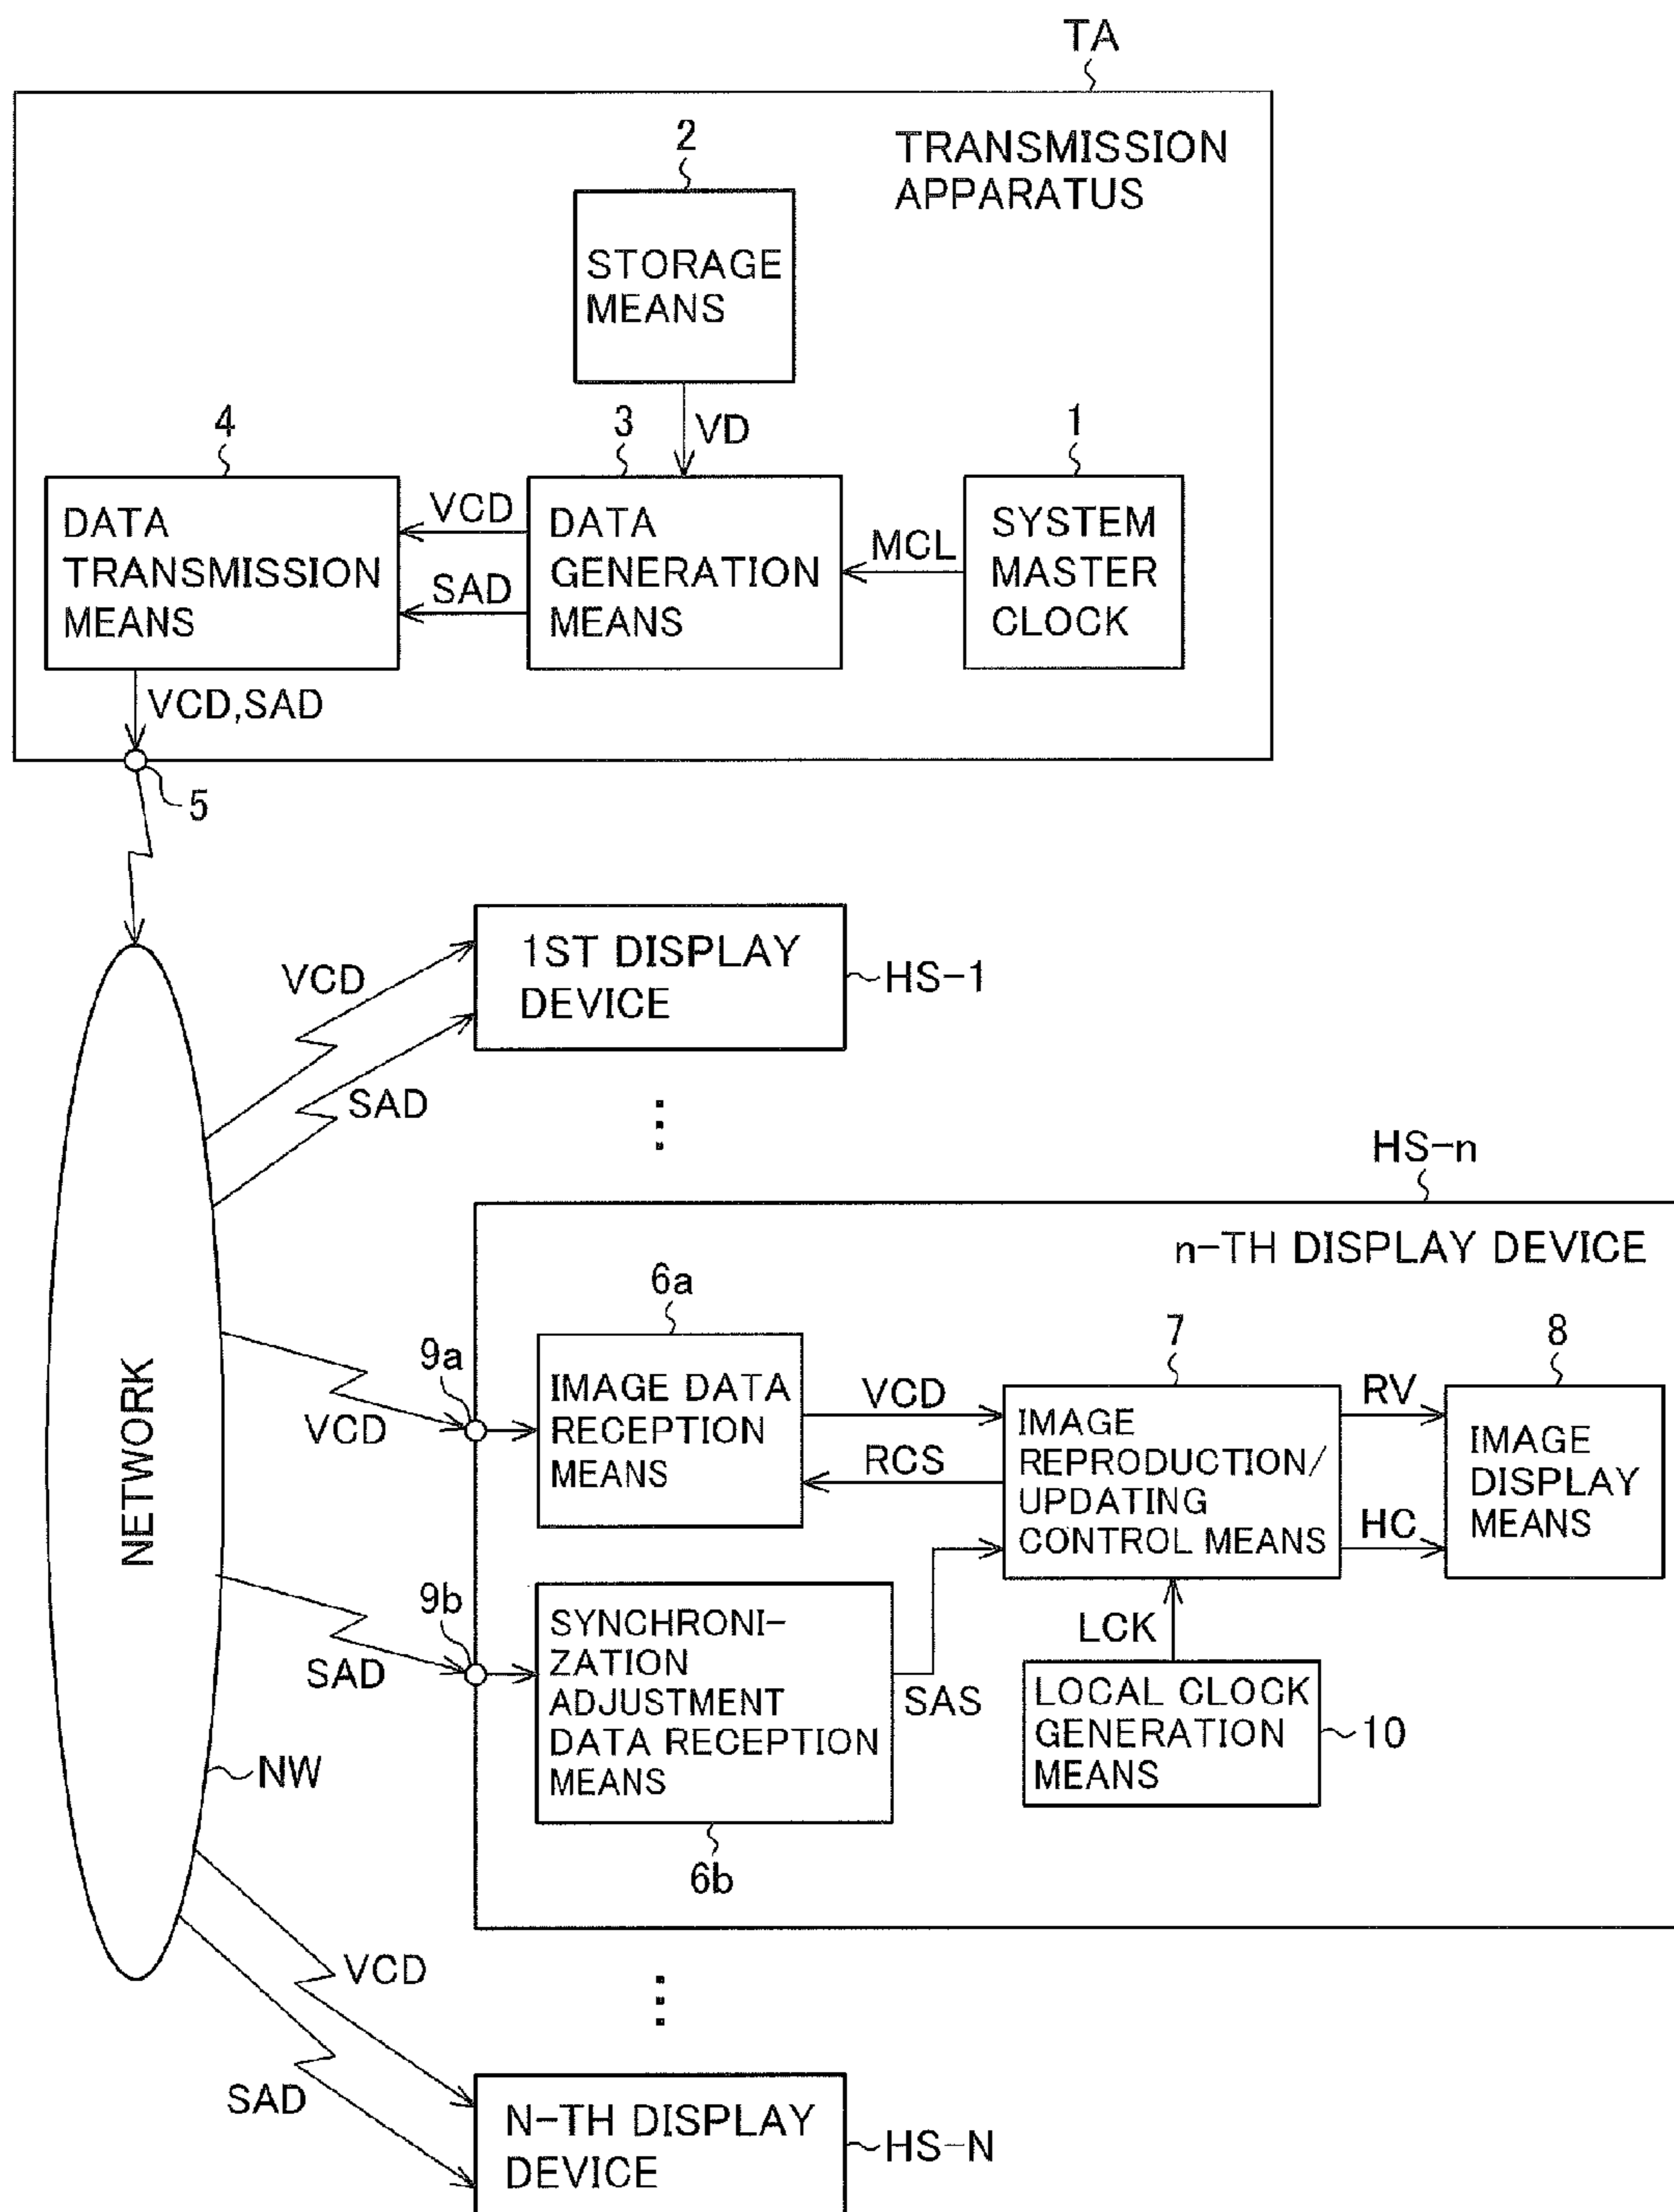 TA
TRANSMISSION
APPARATUS
2
STORAGE
MEANS
VD
4
3
1
DATA
TRANSMISSION
MEANS
VCD
SAD
DATA
GENERATION
MEANS
MCL
SYSTEM
MASTER
CLOCK
VCD,SAD
5
1ST DISPLAY
DEVICE
HS-1
VCD
SAD
⋮
HS-n
n-TH DISPLAY DEVICE
NETWORK
NW
6a
9a
VCD
IMAGE DATA
RECEPTION
MEANS
VCD
RCS
7
IMAGE
REPRODUCTION/
UPDATING
CONTROL MEANS
RV
HC
8
IMAGE
DISPLAY
MEANS
9b
SAD
SYNCHRONI-
ZATION
ADJUSTMENT
DATA RECEPTION
MEANS
SAS
6b
LCK
LOCAL CLOCK
GENERATION
MEANS
10
VCD
SAD
⋮
N-TH DISPLAY
DEVICE
HS-N